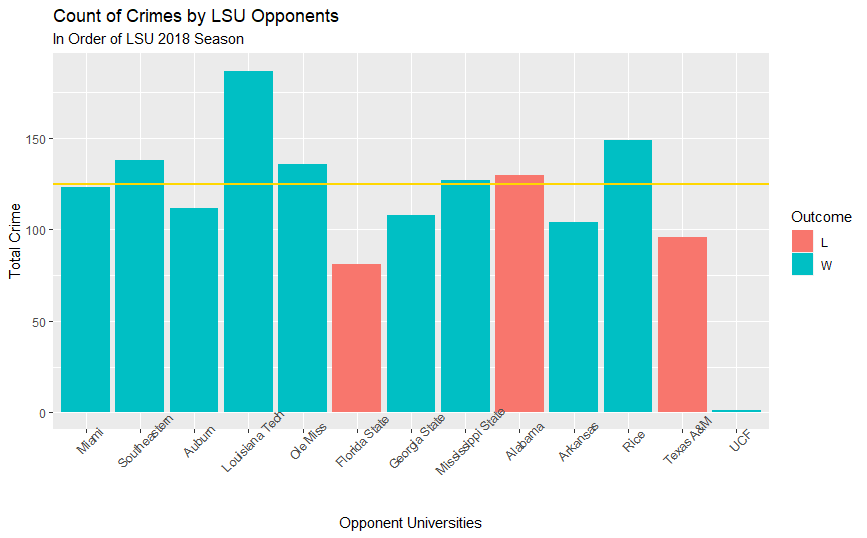 Count of Crimes by LSU Opponents
In Order of LSU 2018 Season
Total Crime
150
100
50
0
Miami
Southeastern
Auburn
Louisiana Tech
Ole Miss
Florida State
Georgia State
Mississippi State
Alabama
Arkansas
Rice
Texas A&M
UCF
Opponent Universities
Outcome
L
W